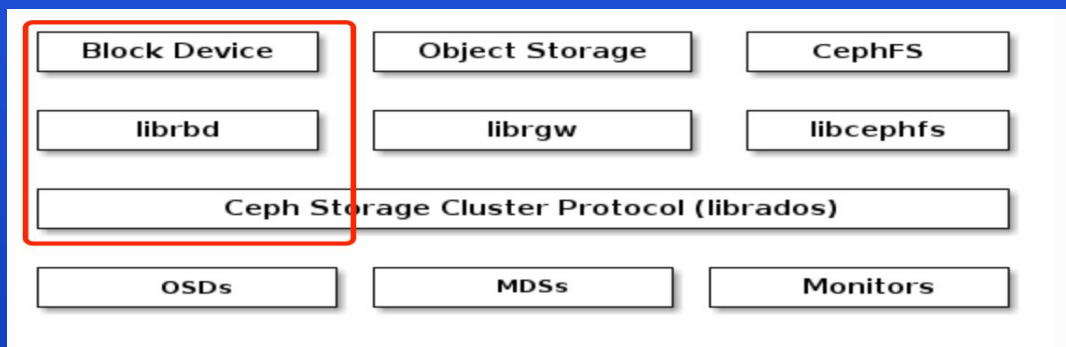 Block Device
Object Storage
CephFS
librbd
librgw
libcephfs
Ceph Storage Cluster Protocol (librados)
OSDs
MDSs
Monitors